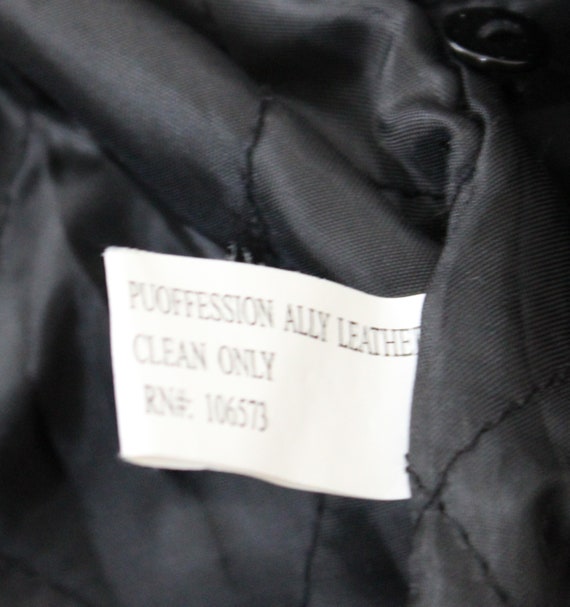 PUOFFESSION ALLY LEATHER
CLEAN ONLY
RN#: 106573